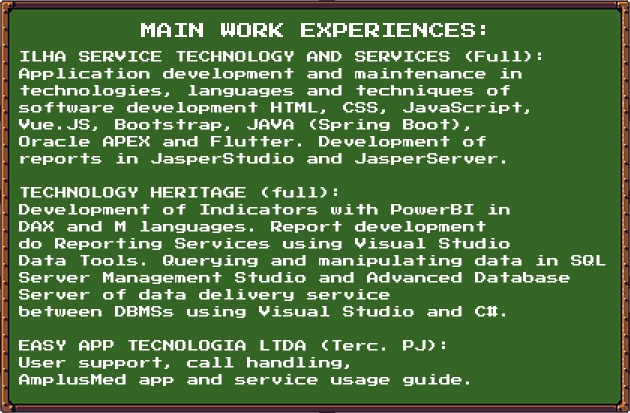 MAIN WORK EXPERIENCES:
ILHA SERVICE TECHNOLOGY AND SERVICES (Full):
Application development and maintenance in
technologies, languages and techniques of
software development HTML, CSS, JavaScript,
Vue.JS, Bootstrap, JAVA (Spring Boot),
Oracle APEX and Flutter. Development of
reports in JasperStudio and JasperServer.
TECHNOLOGY HERITAGE (full):
Development of Indicators with PowerBI in
DAX and M languages. Report development
do Reporting Services using Visual Studio
Data Tools. Querying and manipulating data in SQL
Server Management Studio and Advanced Database
Server of data delivery service
between DBMSs using Visual Studio and C#.
EASY APP TECNOLOGIA LTDA (Terc. PJ):
User support, call handling,
AmplusMed app and service usage guide.